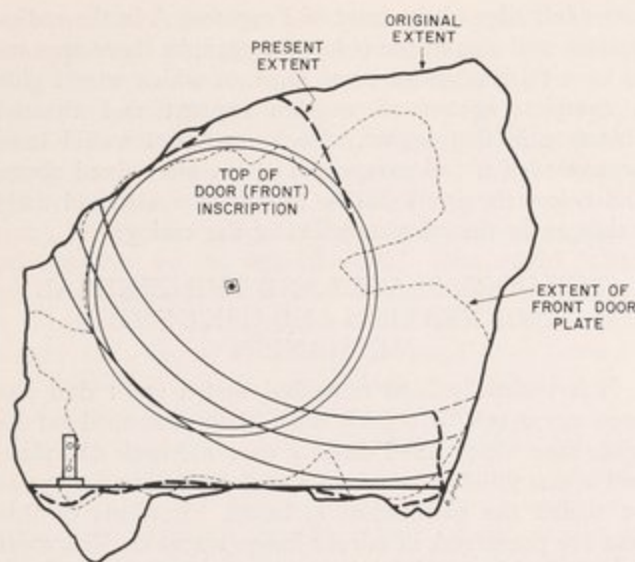 ORIGINAL
EXTENT
PRESENT
EXTENT
TOP OF
DOOR (FRONT)
INSCRIPTION
EXTENT OF
FRONT DOOR
PLATE